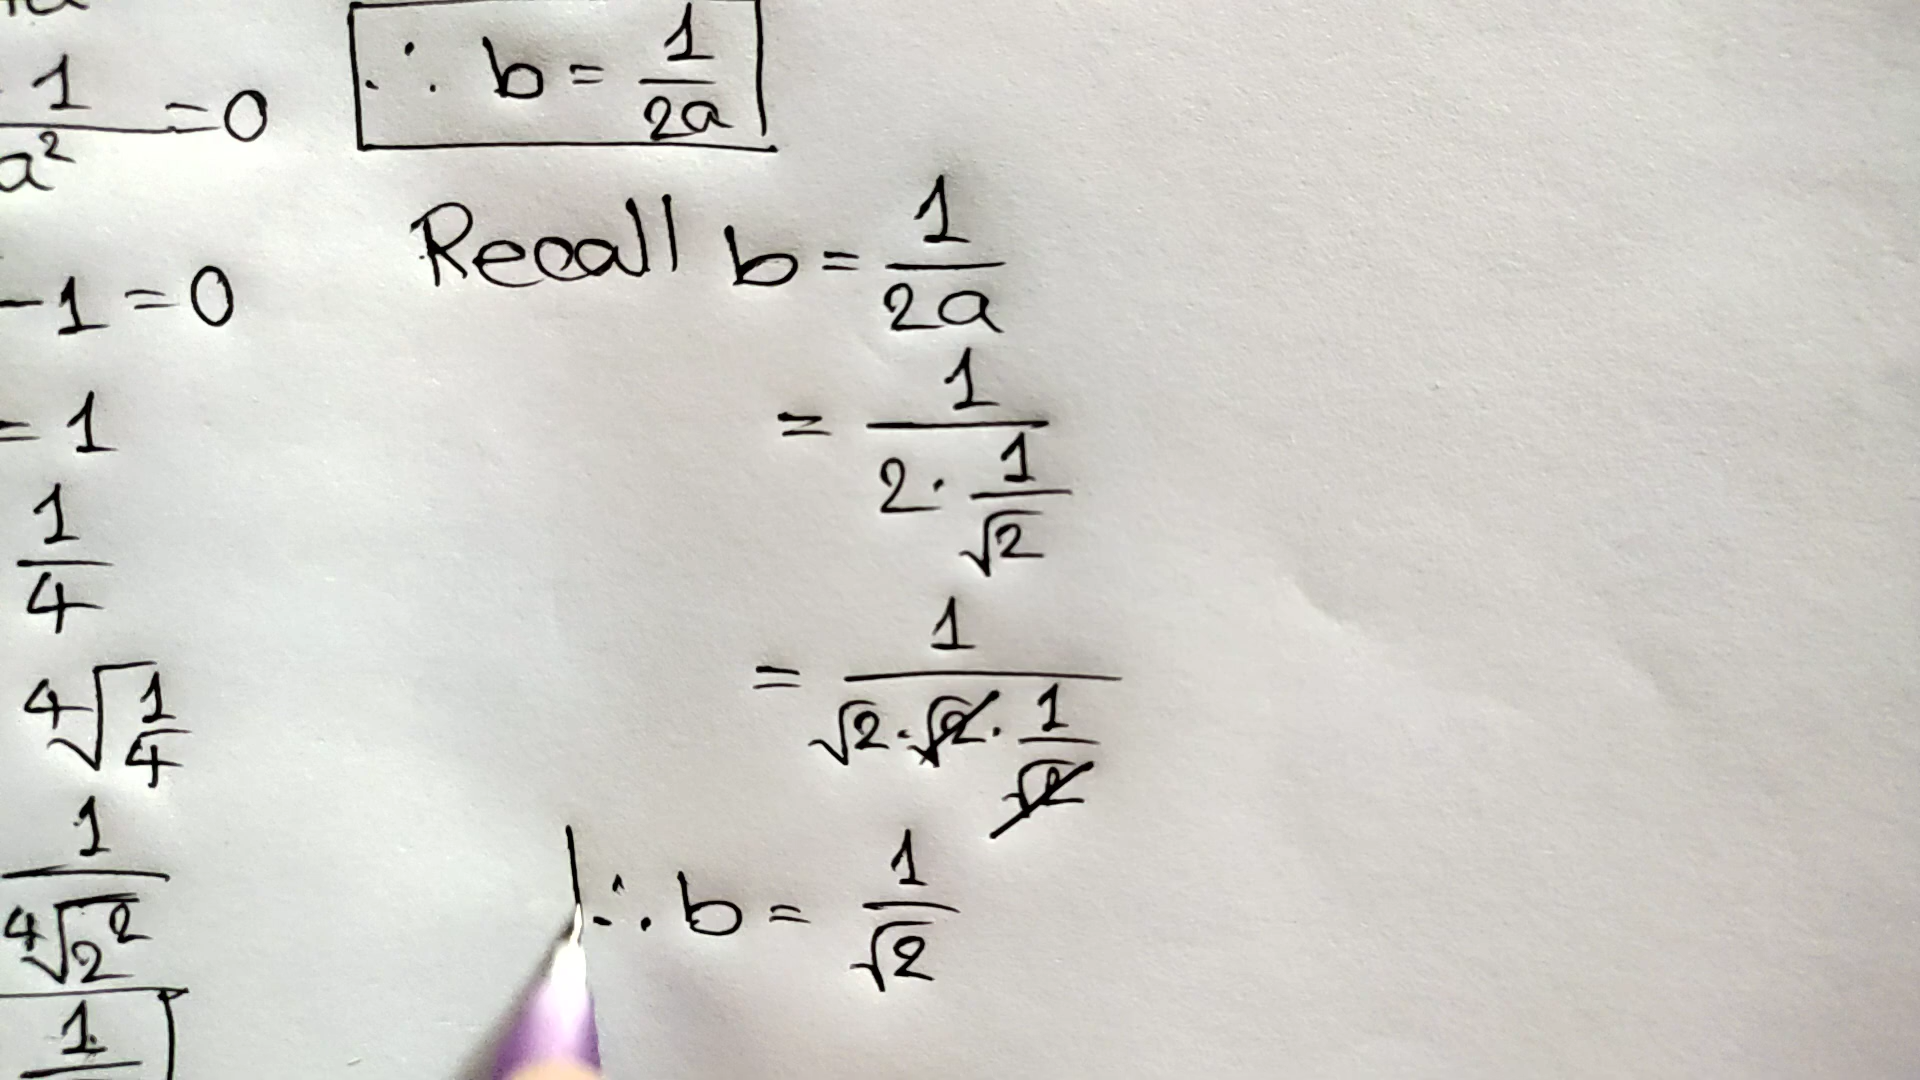 1/a² = 0
-1 = 0
= 1
1/4
⁴√(1/4)
1/⁴√(2²)
1
∴ b = 1/2a
Recall b = 1/2a
= 1/(2·1/√2)
= 1/(√2·√2·1/√2)
∴ b = 1/√2